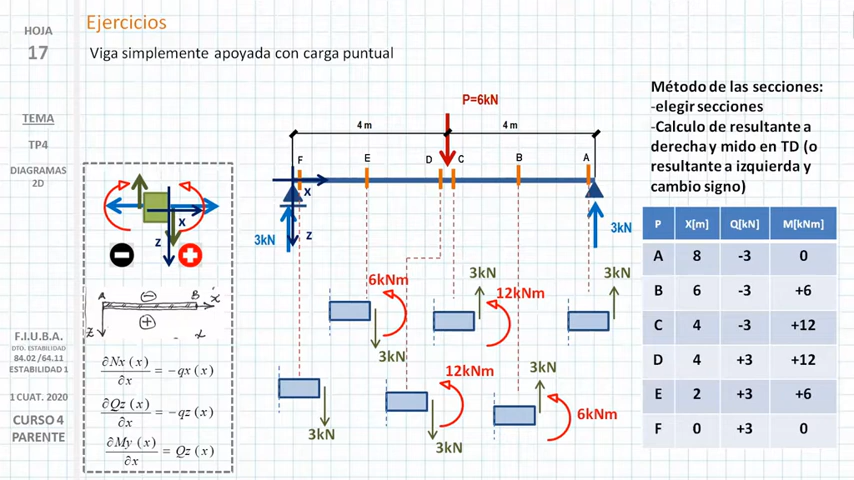 HOJA
17
Ejercicios
Viga simplemente apoyada con carga puntual
TEMA
TP4
DIAGRAMAS
2D
P=6kN
4 m
4 m
F
E
D
C
B
A
X
Z
3kN
3kN
Método de las secciones:
-elegir secciones
-Calculo de resultante a
derecha y mido en TD (o
resultante a izquierda y
cambio signo)
P X[m] Q[kN] M[kNm]
A 8 -3 0
B 6 -3 +6
C 4 -3 +12
D 4 +3 +12
E 2 +3 +6
F 0 +3 0
x
z
A
B
x
z
x
6kNm
3kN
3kN
12kNm
3kN
3kN
12kNm
3kN
3kN
6kNm
∂Nx(x)/∂x = −qx(x)
∂Qz(x)/∂x = −qz(x)
∂My(x)/∂x = Qz(x)
F.I.U.B.A.
DTO. ESTABILIDAD
84.02/64.11
ESTABILIDAD 1
1 CUAT. 2020
CURSO 4
PARENTE